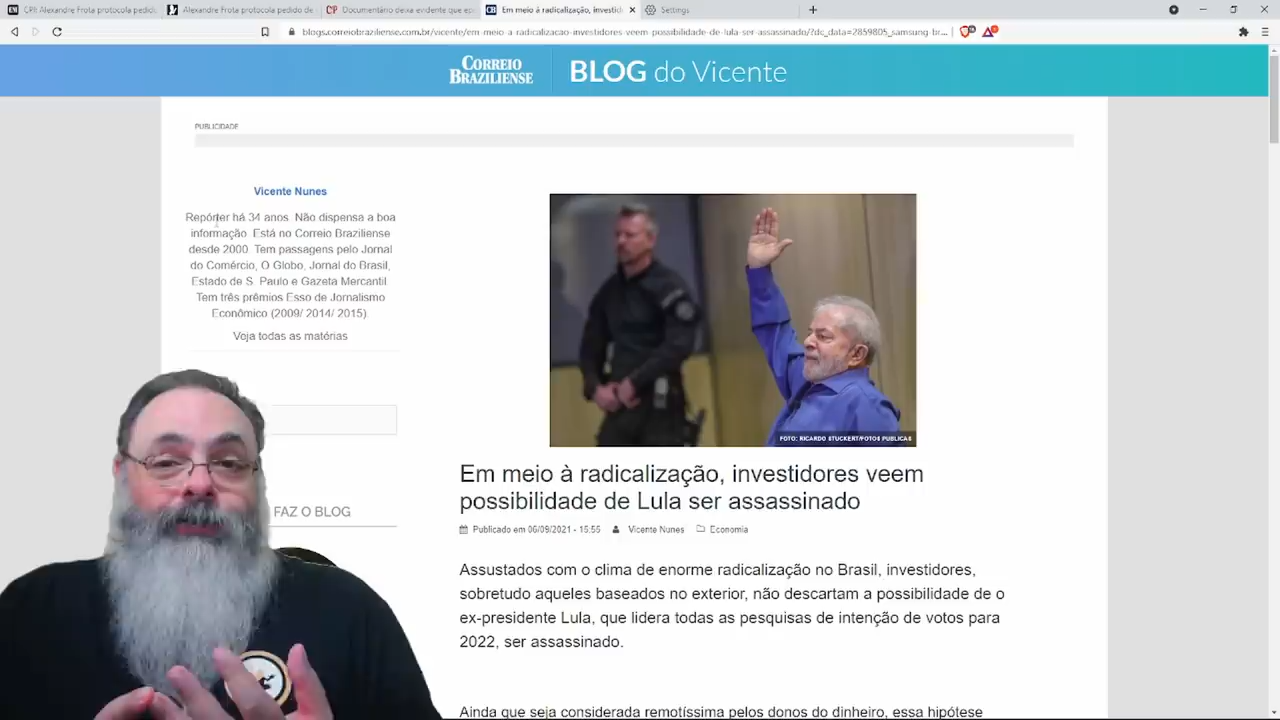 CPI: Alexandre Frota protocola pedido
Alexandre Frota protocola pedido de
Documentário deixa evidente que
Em meio à radicalização, investid
Settings
blogs.correiobraziliense.com.br/vicente/em-meio-a-radicalizacao-investidores-veem-possibilidade-de-lula-ser-assassinado/?dc_data=2859805_samsung-br...
CORREIO
BRAZILIENSE
BLOG do Vicente
PUBLICIDADE
Vicente Nunes
Repórter há 34 anos. Não dispensa a boa
informação. Está no Correio Braziliense
desde 2000. Tem passagens pelo Jornal
do Comércio, O Globo, Jornal do Brasil,
Estado de S. Paulo e Gazeta Mercantil.
Tem três prêmios Esso de Jornalismo
Econômico (2009/ 2014/ 2015).
Veja todas as matérias
FAZ O BLOG
FOTO: RICARDO STUCKERT/FOTOS PUBLICAS
Em meio à radicalização, investidores veem
possibilidade de Lula ser assassinado
Publicado em 06/09/2021 - 15:55 Vicente Nunes Economia
Assustados com o clima de enorme radicalização no Brasil, investidores,
sobretudo aqueles baseados no exterior, não descartam a possibilidade de o
ex-presidente Lula, que lidera todas as pesquisas de intenção de votos para
2022, ser assassinado.
Ainda que seja considerada remotíssima pelos donos do dinheiro, essa hipótese